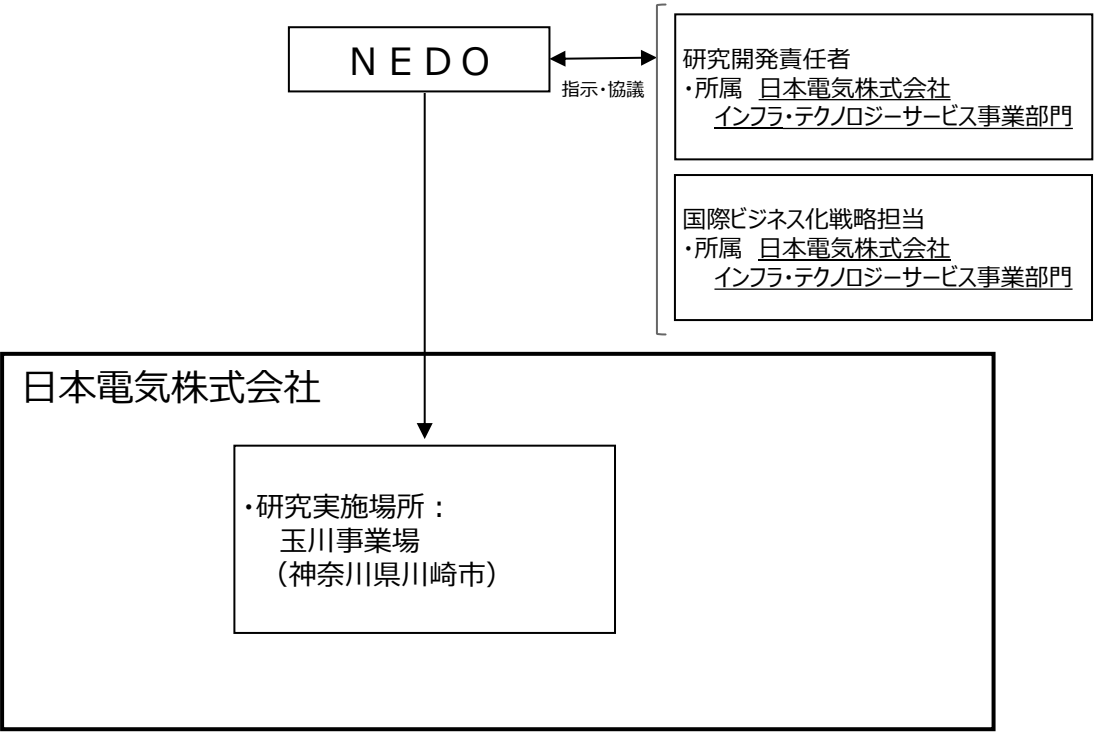 ＮＥＤＯ
指示・協議
研究開発責任者
・所属　日本電気株式会社
インフラ・テクノロジーサービス事業部門
国際ビジネス化戦略担当
・所属　日本電気株式会社
インフラ・テクノロジーサービス事業部門
日本電気株式会社
・研究実施場所：
玉川事業場
（神奈川県川崎市）